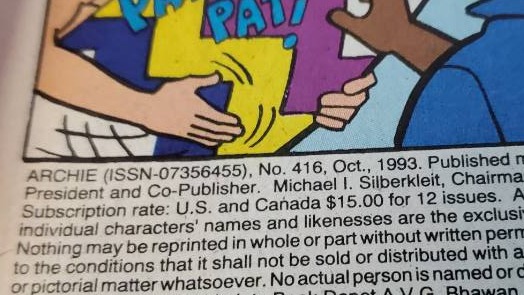 PAT!
ARCHIE (ISSN-07356455), No. 416, Oct., 1993. Published
President and Co-Publisher. Michael I. Silberkleit,
Subscription rate: U.S. and Canada $15.00 for 12 issues.
individual characters' names and likenesses are the
Nothing may be reprinted in whole or part without written
to the conditions that it shall not be sold or distributed with
or pictorial matter whatsoever. No actual person is named or
Depot A.V.G. Bhawan,